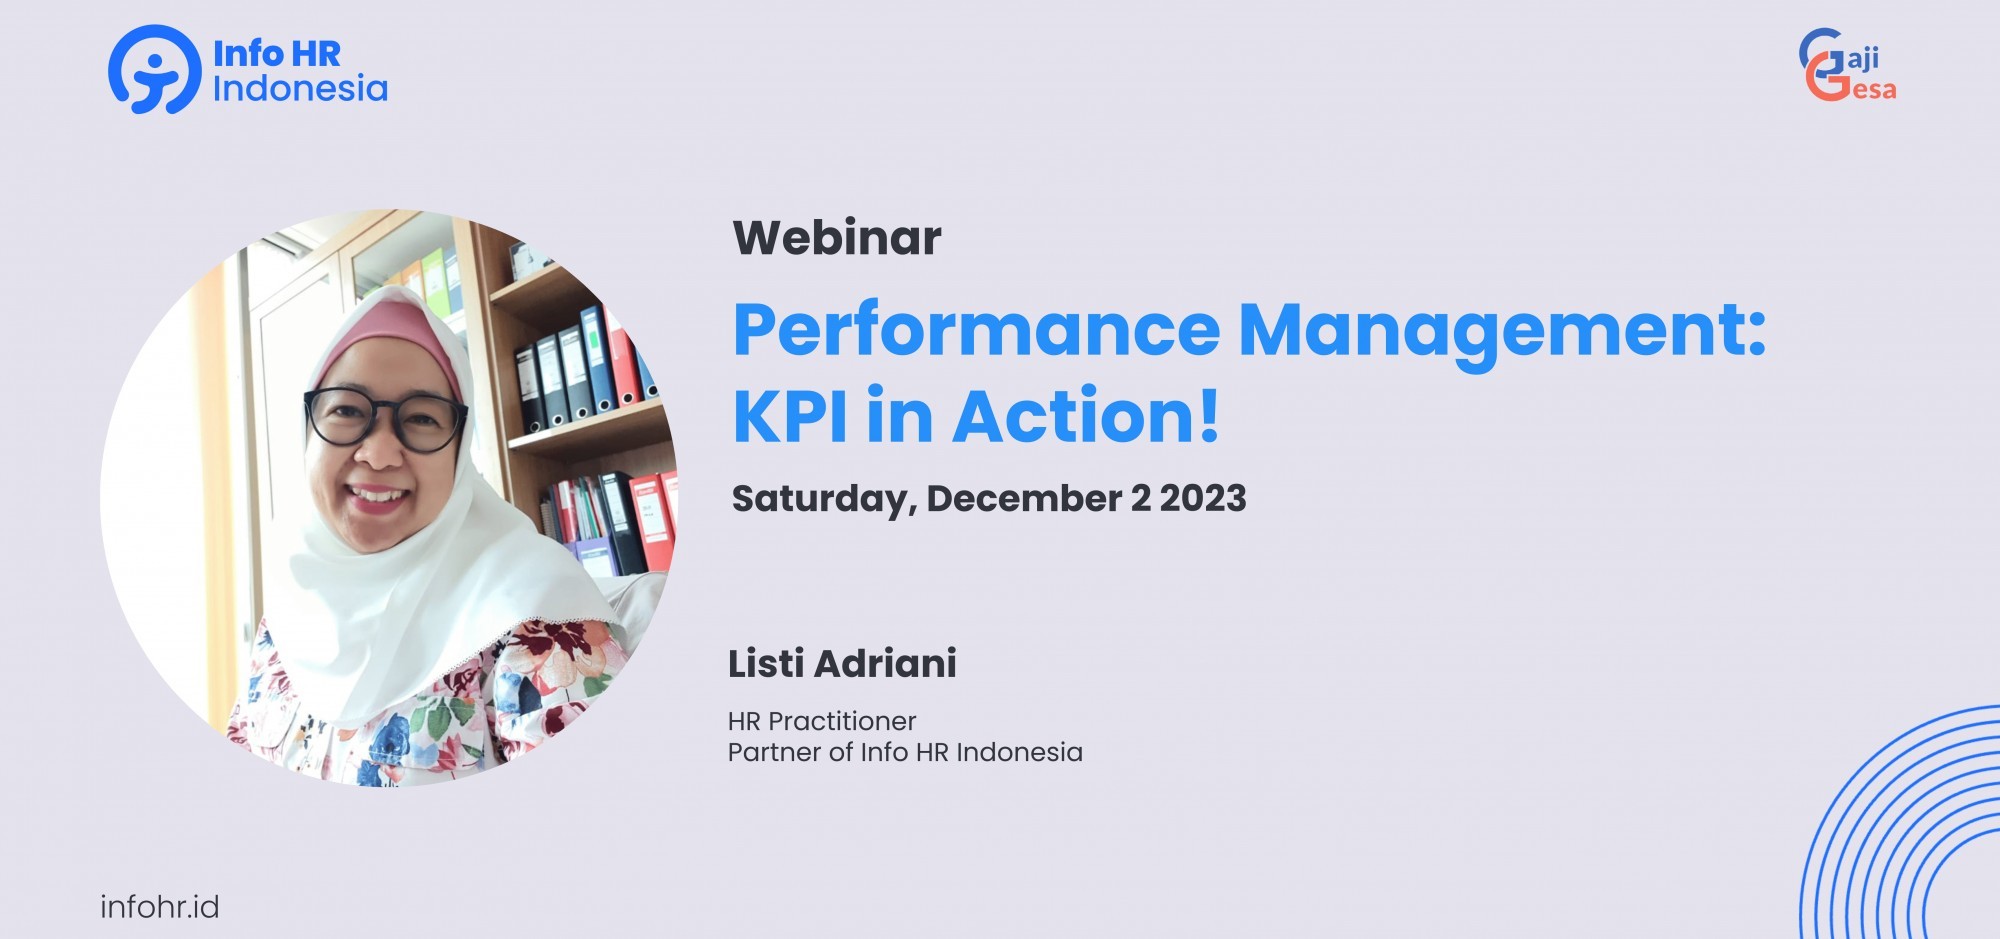 Info HR
Indonesia
Gaji
Gesa
Webinar
Performance Management:
KPI in Action!
Saturday, December 2 2023
Listi Adriani
HR Practitioner
Partner of Info HR Indonesia
infohr.id